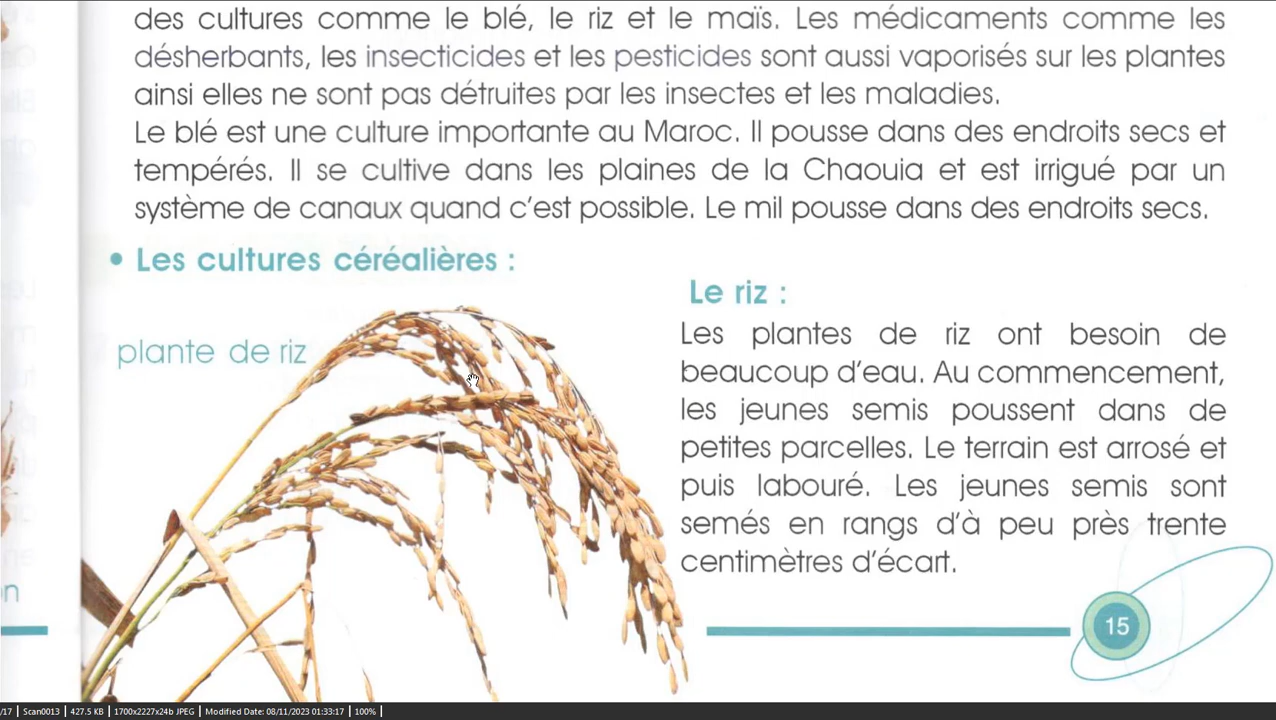 des cultures comme le blé, le riz et le maïs. Les médicaments comme les
désherbants, les insecticides et les pesticides sont aussi vaporisés sur les plantes
ainsi elles ne sont pas détruites par les insectes et les maladies.
Le blé est une culture importante au Maroc. Il pousse dans des endroits secs et
tempérés. Il se cultive dans les plaines de la Chaouia et est irrigué par un
système de canaux quand c'est possible. Le mil pousse dans des endroits secs.
• Les cultures céréalières :
plante de riz
Le riz :
Les plantes de riz ont besoin de
beaucoup d'eau. Au commencement,
les jeunes semis poussent dans de
petites parcelles. Le terrain est arrosé et
puis labouré. Les jeunes semis sont
semés en rangs d'à peu près trente
centimètres d'écart.
n
15
/17 | Scan0013 | 427.5 KB | 1700x2227x24b JPEG | Modified Date: 08/11/2023 01:33:17 | 100% |